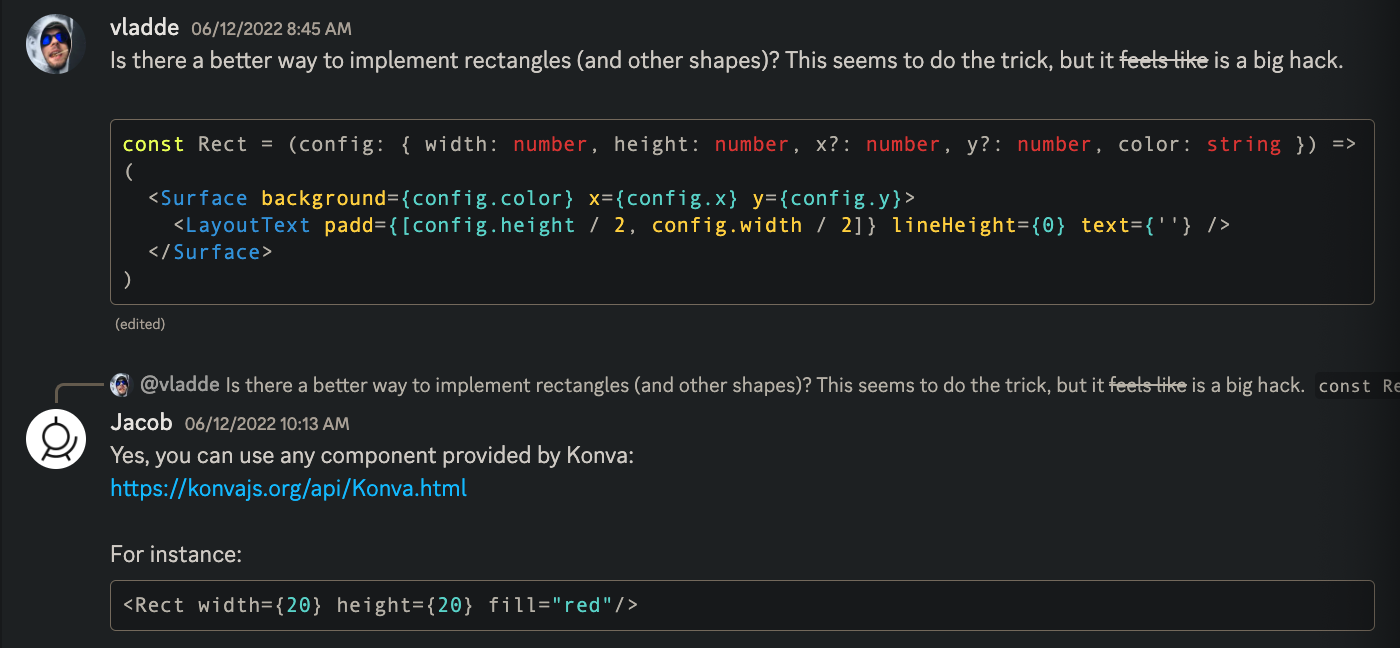 vladde 06/12/2022 8:45 AM
Is there a better way to implement rectangles (and other shapes)? This seems to do the trick, but it feels like is a big hack.
const Rect = (config: { width: number, height: number, x?: number, y?: number, color: string }) =>
(
  <Surface background={config.color} x={config.x} y={config.y}>
    <LayoutText padd={[config.height / 2, config.width / 2]} lineHeight={0} text={''} />
  </Surface>
)
(edited)
@vladde Is there a better way to implement rectangles (and other shapes)? This seems to do the trick, but it feels like is a big hack. const Re
Jacob 06/12/2022 10:13 AM
Yes, you can use any component provided by Konva:
https://konvajs.org/api/Konva.html
For instance:
<Rect width={20} height={20} fill="red"/>